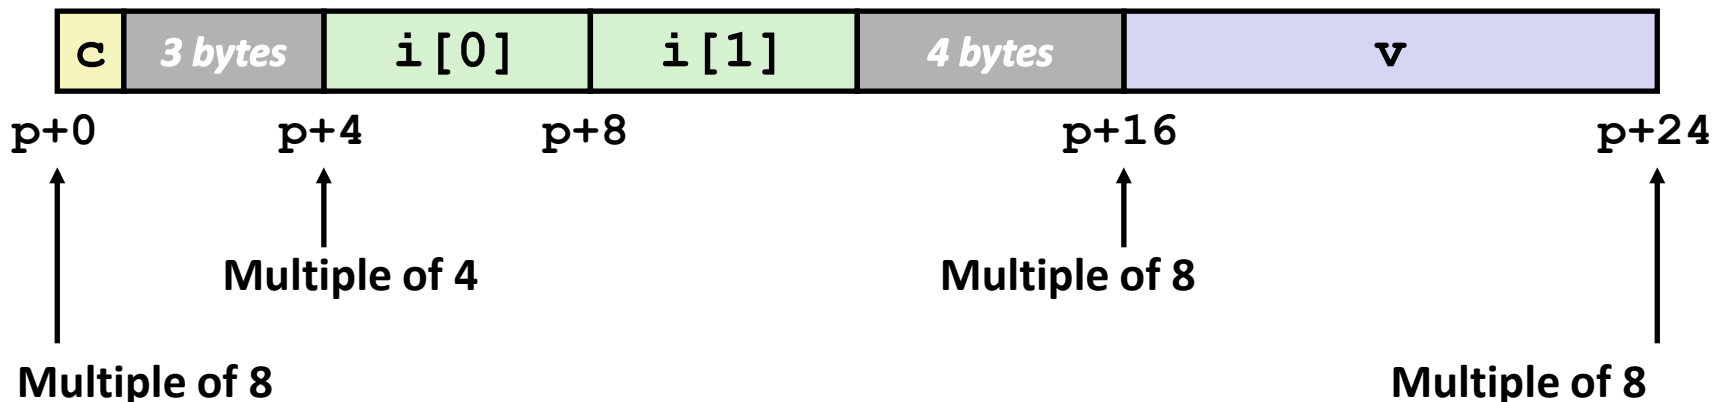 c 3 bytes i[0] i[1] 4 bytes v
p+0 p+4 p+8 p+16 p+24
Multiple of 4 Multiple of 8
Multiple of 8 Multiple of 8